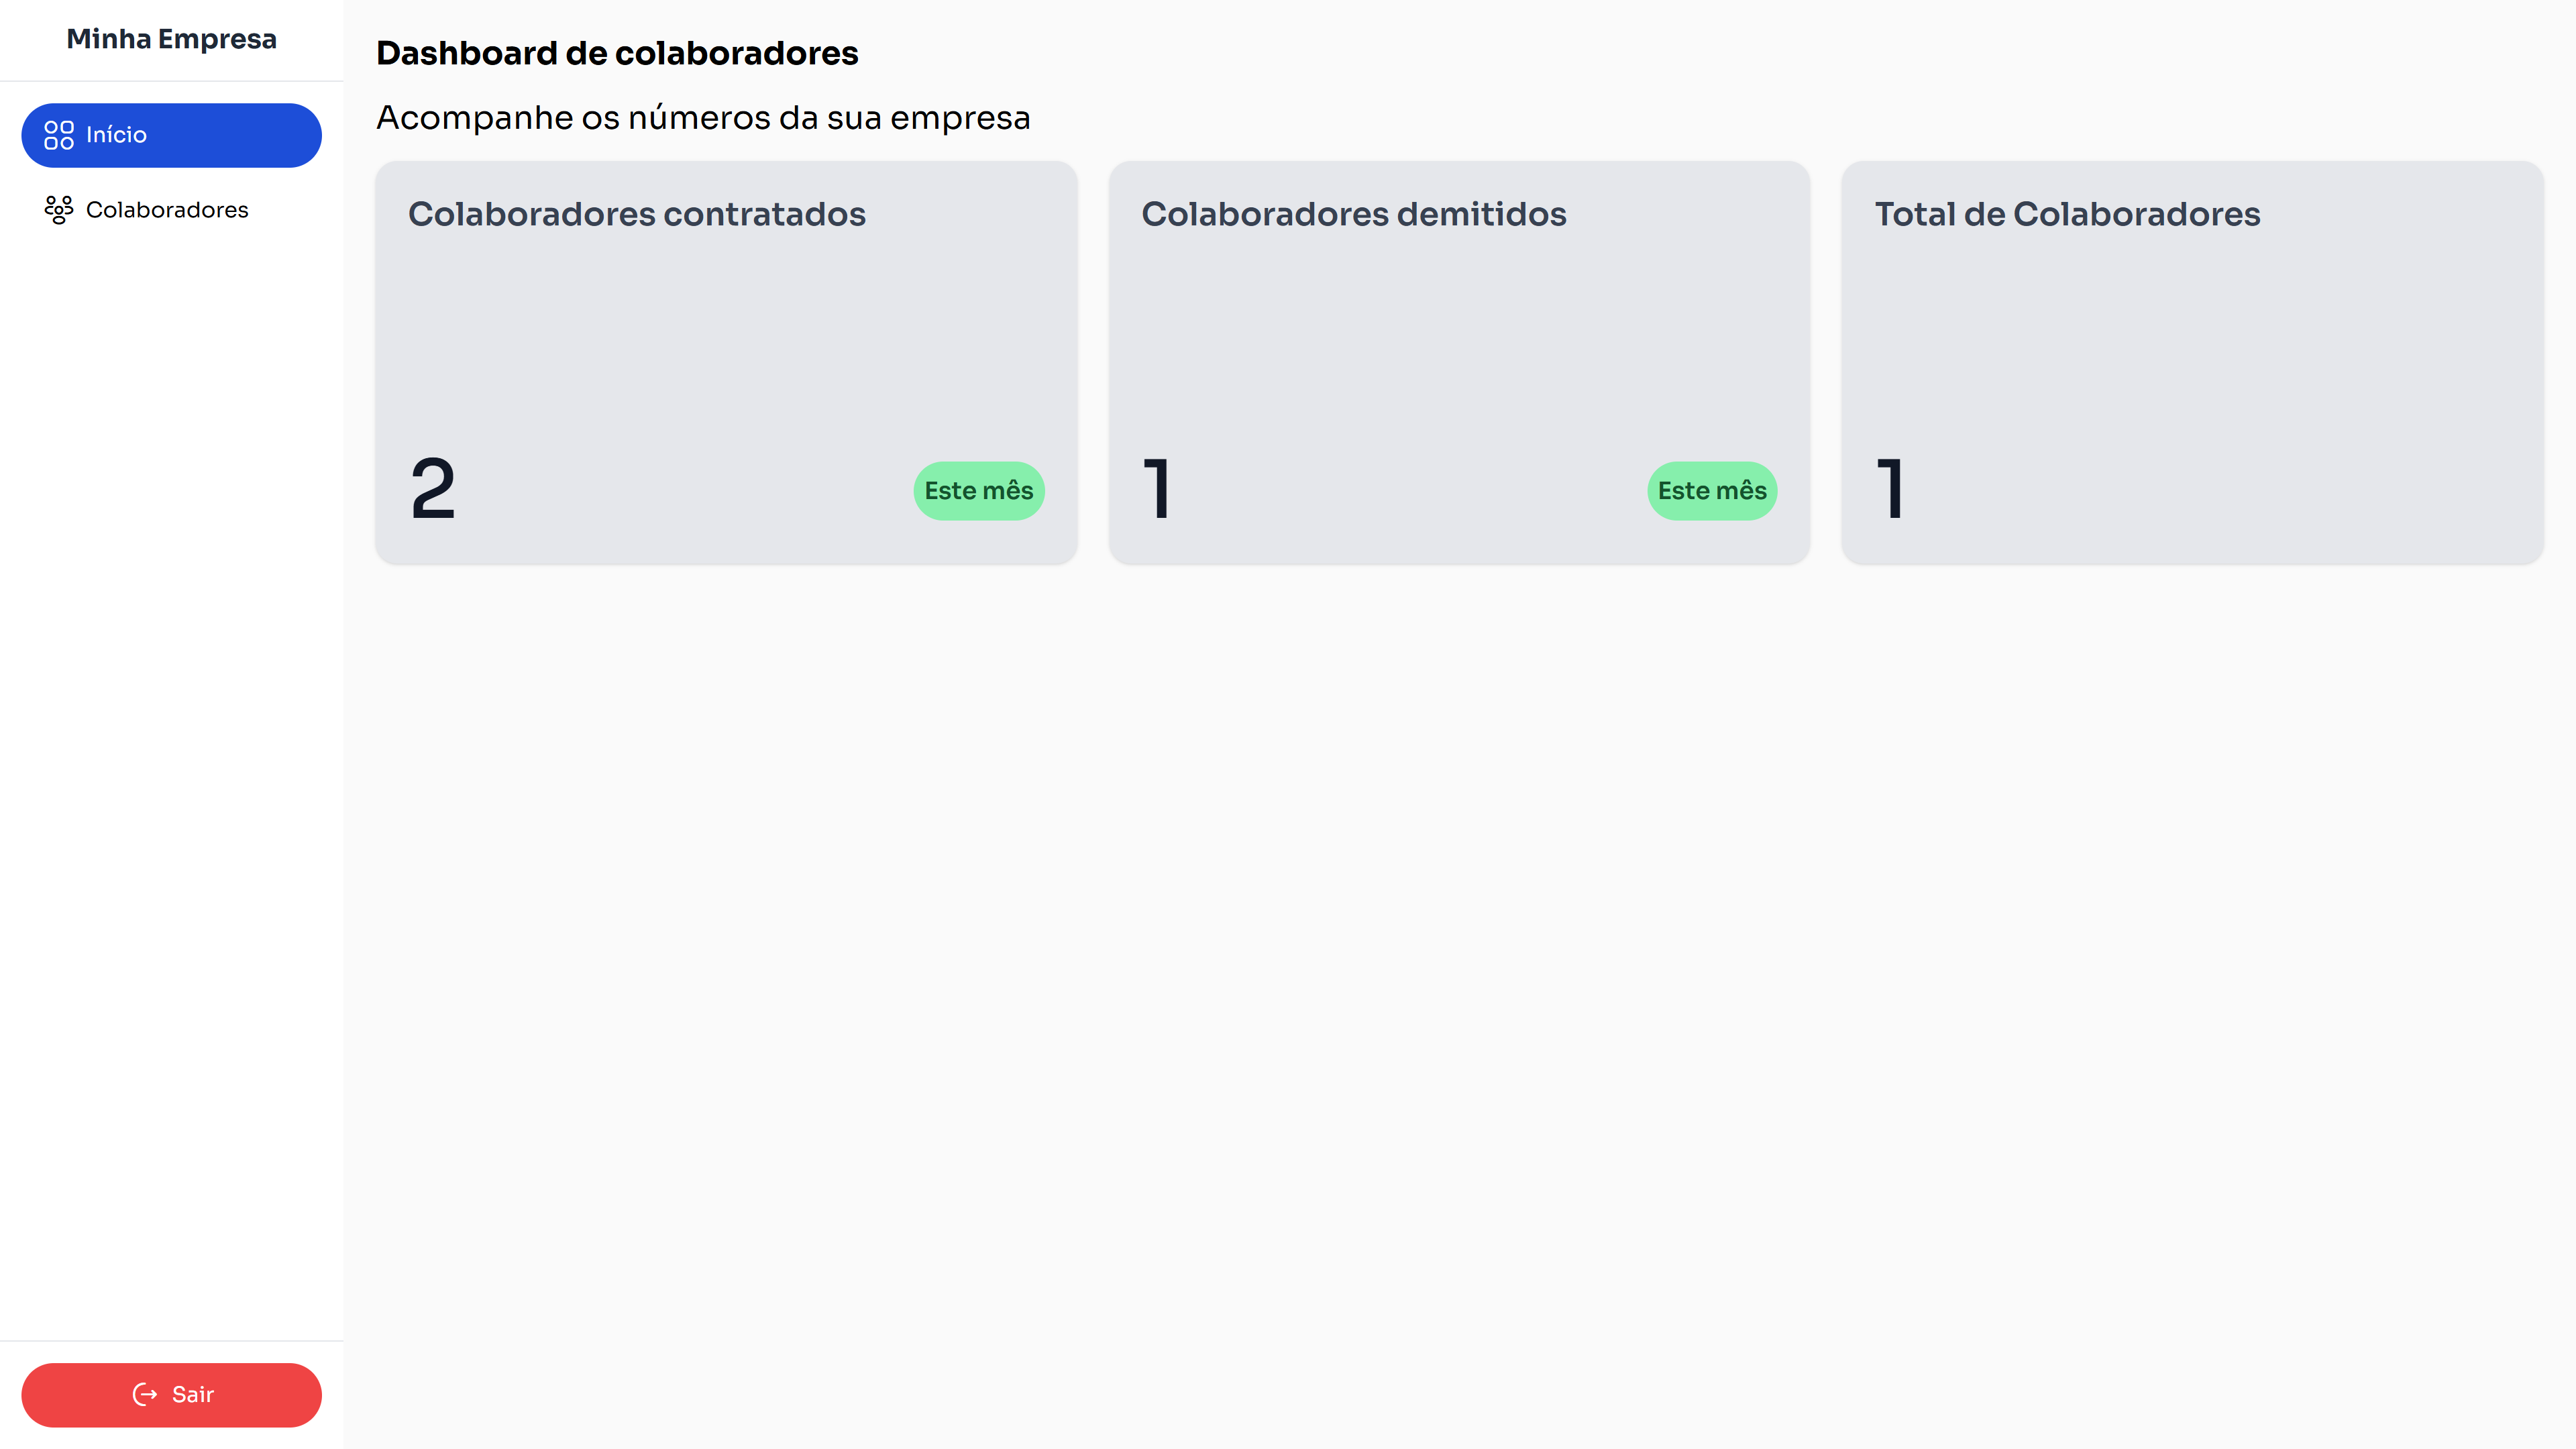 Minha Empresa
Início
Colaboradores
Sair
Dashboard de colaboradores
Acompanhe os números da sua empresa
Colaboradores contratados
2
Este mês
Colaboradores demitidos
1
Este mês
Total de Colaboradores
1